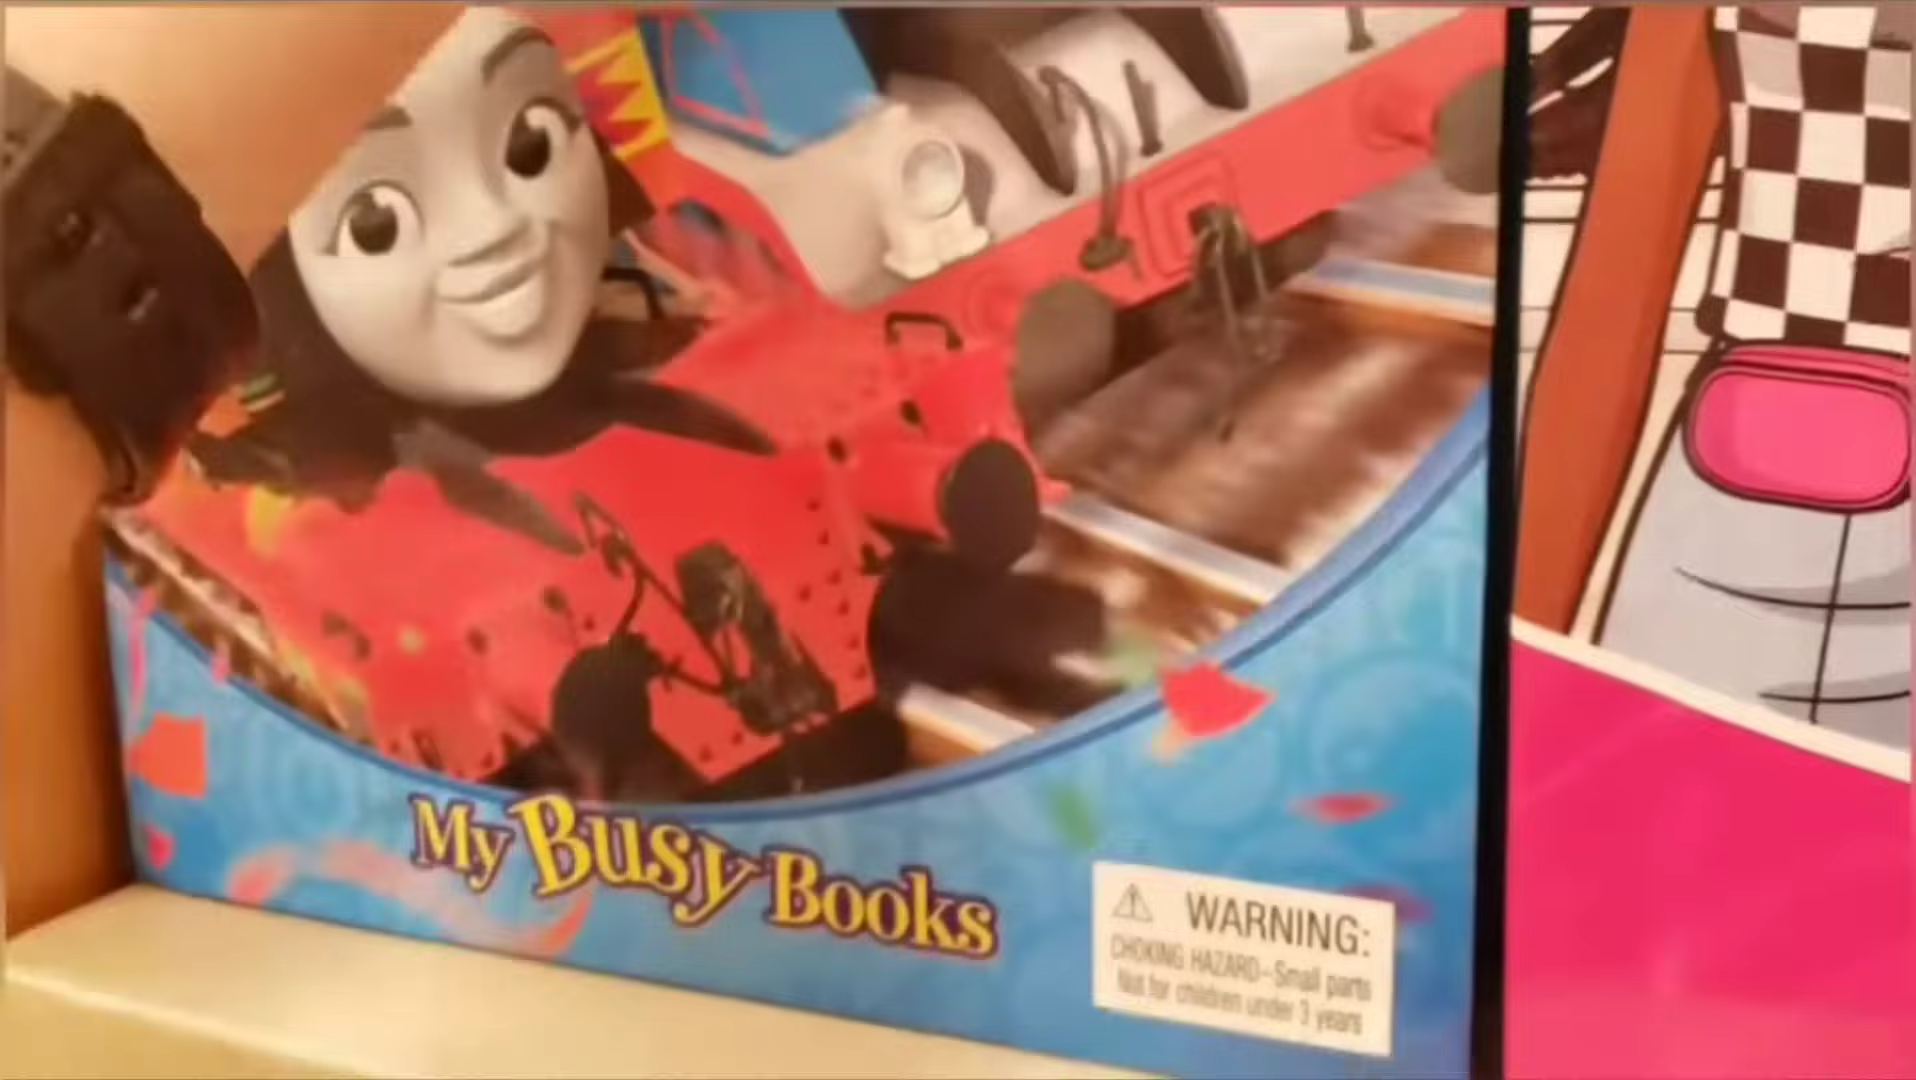 My Busy Books
WARNING:
CHOKING HAZARD–Small parts
Not for children under 3 years